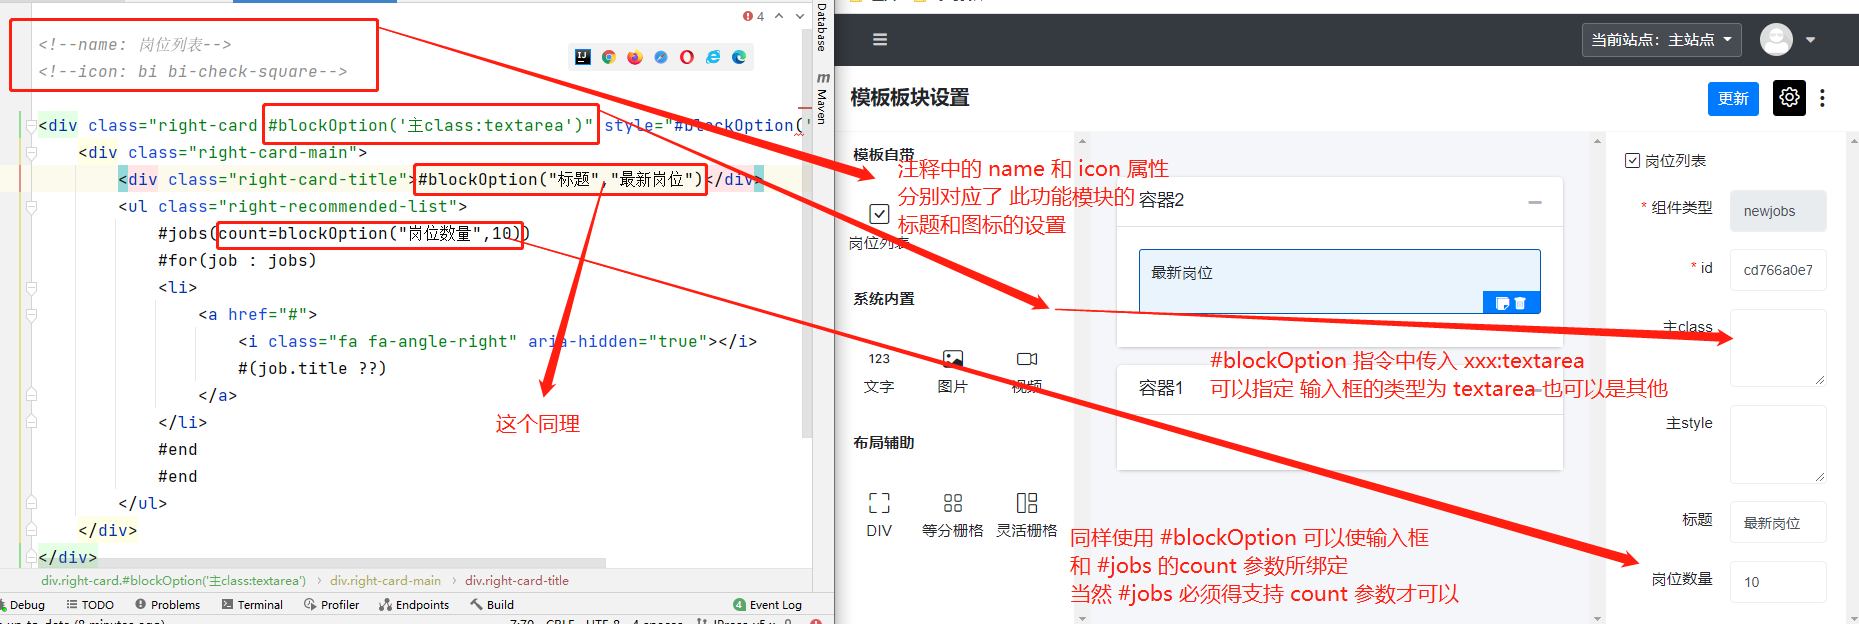 4
<!--name: 岗位列表-->
<!--icon: bi bi-check-square-->
<div class="right-card #blockOption('主class:textarea')" style="#blockOption('
<div class="right-card-main">
<div class="right-card-title">#blockOption("标题","最新岗位")</div>
<ul class="right-recommended-list">
#jobs(count=blockOption("岗位数量",10))
#for(job : jobs)
<li>
<a href="#">
<i class="fa fa-angle-right" aria-hidden="true"></i>
#(job.title ??)
</a>
</li>
#end
#end
</ul>
</div>
</div>
这个同理
div.right-card.#blockOption('主class:textarea')
div.right-card-main
div.right-card-title
Debug
TODO
Problems
Terminal
Profiler
Endpoints
Build
4 Event Log
Database
m Maven
当前站点：主站点
模板板块设置
更新
模板自带
岗位列表
注释中的 name 和 icon 属性
分别对应了 此功能模块的
标题和图标的设置
系统内置
123
文字
图片
视频
布局辅助
DIV
等分栅格
灵活栅格
容器2
最新岗位
容器1
#blockOption 指令中传入 xxx:textarea
可以指定 输入框的类型为 textarea 也可以是其他
同样使用 #blockOption 可以使输入框
和 #jobs 的count 参数所绑定
当然 #jobs 必须得支持 count 参数才可以
岗位列表
* 组件类型
newjobs
* id
cd766a0e7
主class
主style
标题
最新岗位
岗位数量
10